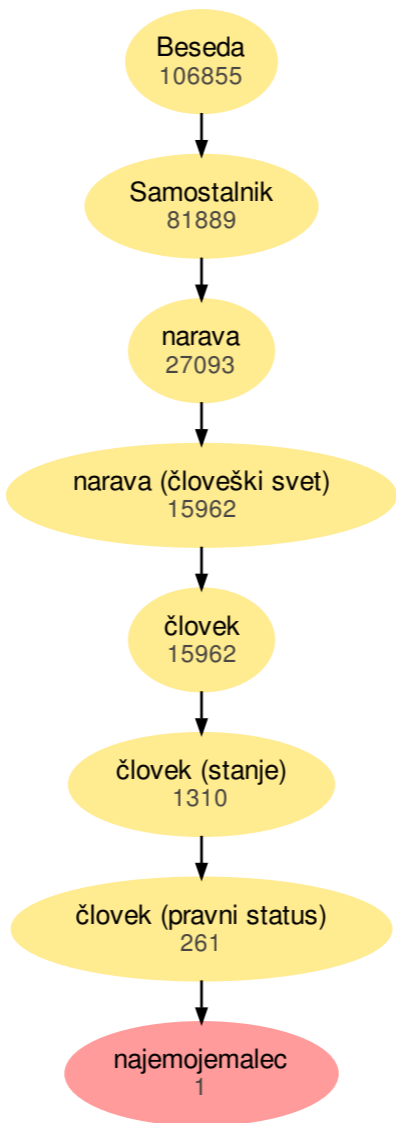 Beseda
106855
Samostalnik
81889
narava
27093
narava (človeški svet)
15962
človek
15962
človek (stanje)
1310
človek (pravni status)
261
najemojemalec
1